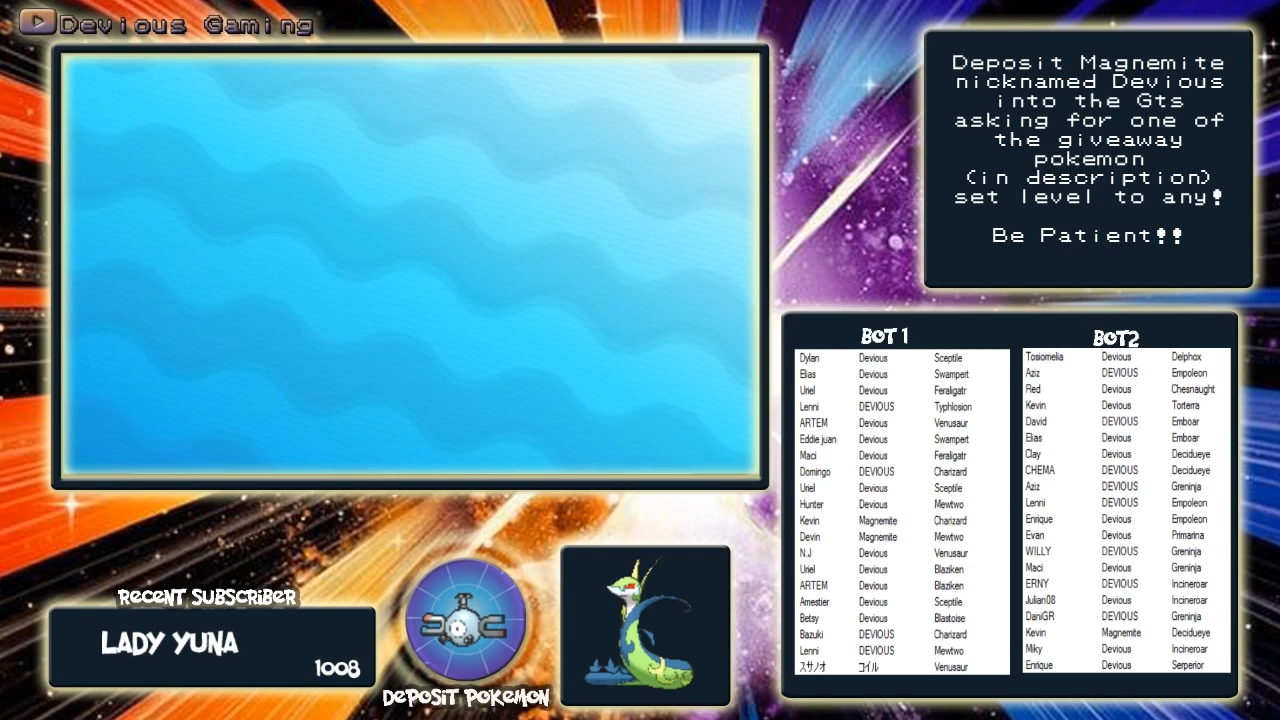 Devious Gaming
Deposit Magnemite
nicknamed Devious
into the Gts
asking for one of
the giveaway
pokemon
(in description)
set level to any!
Be Patient!!
BOT 1
Dylan Devious Sceptile
Elias Devious Swampert
Uriel Devious Feraligatr
Lenni DEVIOUS Typhlosion
ARTEM Devious Venusaur
Eddie juan Devious Swampert
Maci Devious Feraligatr
Domingo DEVIOUS Charizard
Uriel Devious Sceptile
Hunter Devious Mewtwo
Kevin Magnemite Charizard
Devin Magnemite Mewtwo
N.J Devious Venusaur
Uriel Devious Blaziken
ARTEM Devious Blaziken
Amestier Devious Sceptile
Betsy Devious Blastoise
Bazuki DEVIOUS Charizard
Lenni DEVIOUS Mewtwo
スサノオ コイル Venusaur
BOT2
Tosiomelia Devious Delphox
Aziz DEVIOUS Empoleon
Red Devious Chesnaught
Kevin Devious Torterra
David DEVIOUS Emboar
Elias Devious Emboar
Clay Devious Decidueye
CHEMA DEVIOUS Decidueye
Aziz DEVIOUS Greninja
Lenni DEVIOUS Empoleon
Enrique Devious Empoleon
Evan Devious Primarina
WILLY DEVIOUS Greninja
Maci Devious Greninja
ERNY DEVIOUS Incineroar
Julian08 Devious Incineroar
DaniGR DEVIOUS Greninja
Kevin Magnemite Decidueye
Miky Devious Incineroar
Enrique Devious Serperior
RECENT SUBSCRIBER
LADY YUNA
1008
DEPOSIT POKEMON